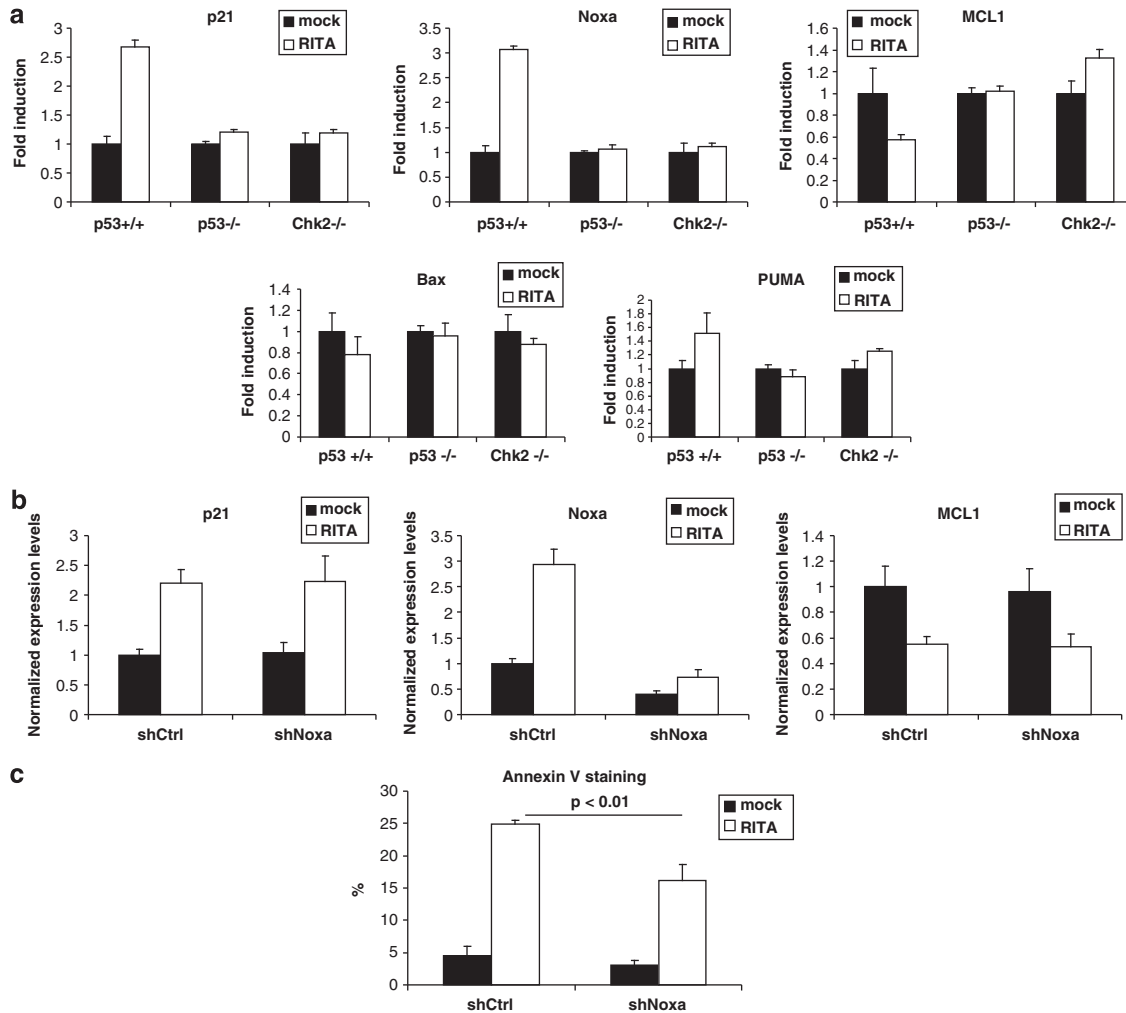 a
p21
mock
RITA
Fold induction
3
2.5
2
1.5
1
0.5
0
p53+/+ p53-/- Chk2-/-
Noxa
mock
RITA
Fold induction
3.5
3
2.5
2
1.5
1
0.5
0
p53+/+ p53-/- Chk2-/-
MCL1
mock
RITA
Fold induction
1.6
1.4
1.2
1
0.8
0.6
0.4
0.2
0
p53+/+ p53-/- Chk2-/-
Bax
mock
RITA
Fold induction
1.4
1.2
1
0.8
0.6
0.4
0.2
0
p53 +/+ p53 -/- Chk2 -/-
PUMA
mock
RITA
Fold induction
2
1.8
1.6
1.4
1.2
1
0.8
0.6
0.4
0.2
0
p53 +/+ p53 -/- Chk2 -/-
b
p21
mock
RITA
Normalized expression levels
3
2.5
2
1.5
1
0.5
0
shCtrl shNoxa
Noxa
mock
RITA
Normalized expression levels
3.5
3
2.5
2
1.5
1
0.5
0
shCtrl shNoxa
MCL1
mock
RITA
Normalized expression levels
1.4
1.2
1
0.8
0.6
0.4
0.2
0
shCtrl shNoxa
c
Annexin V staining
p < 0.01
mock
RITA
%
30
25
20
15
10
5
0
shCtrl shNoxa